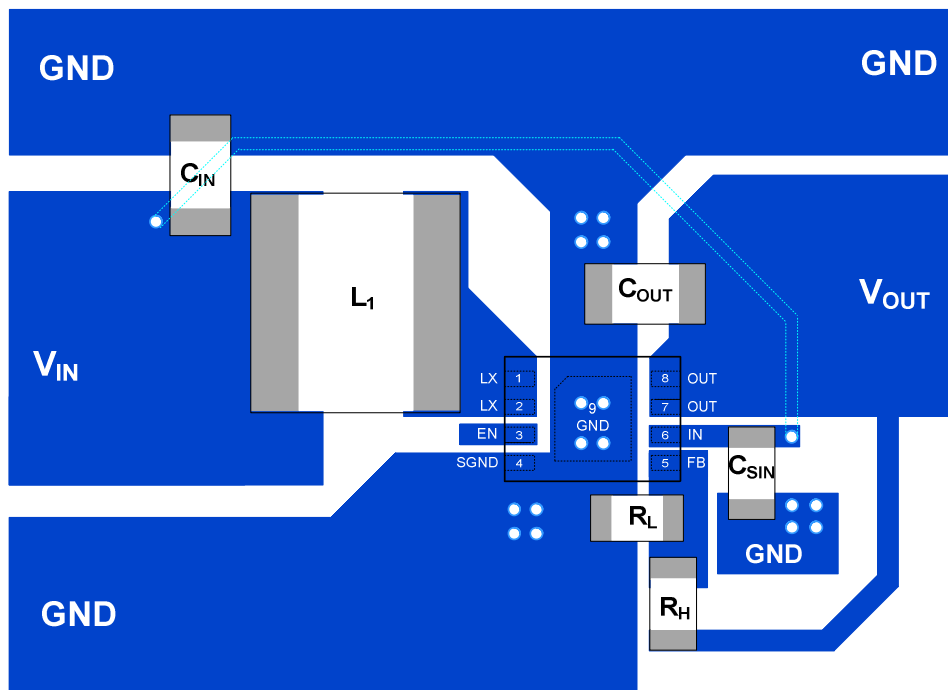 GND
GND
CIN
L1
COUT
VOUT
VIN
LX 1
8 OUT
LX 2
9
GND
7 OUT
EN 3
6 IN
SGND 4
5 FB
CSIN
RL
GND
GND
RH